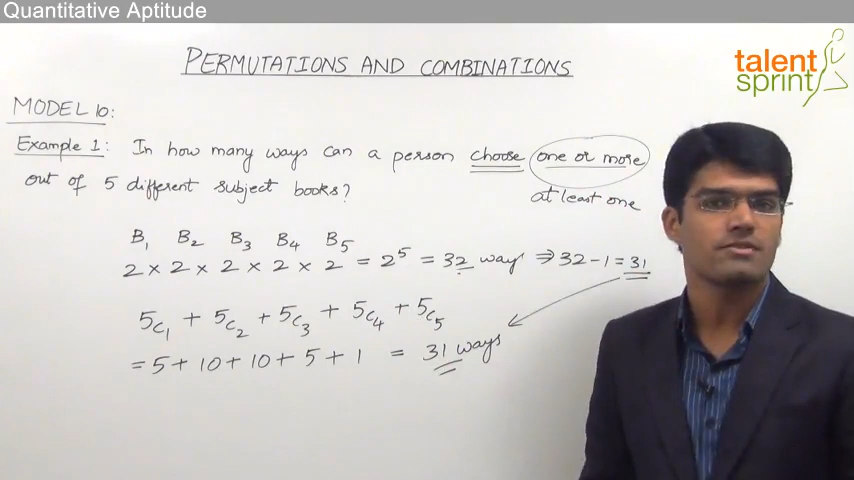 Quantitative Aptitude
talent
sprint
PERMUTATIONS AND COMBINATIONS
MODEL 10:
Example 1: In how many ways can a person choose one or more
out of 5 different subject books?
at least one
B₁ B₂ B₃ B₄ B₅
2 × 2 × 2 × 2 × 2 = 2⁵ = 32 ways ⇒ 32 - 1 = 31
5C₁ + 5C₂ + 5C₃ + 5C₄ + 5C₅
= 5 + 10 + 10 + 5 + 1 = 31 ways